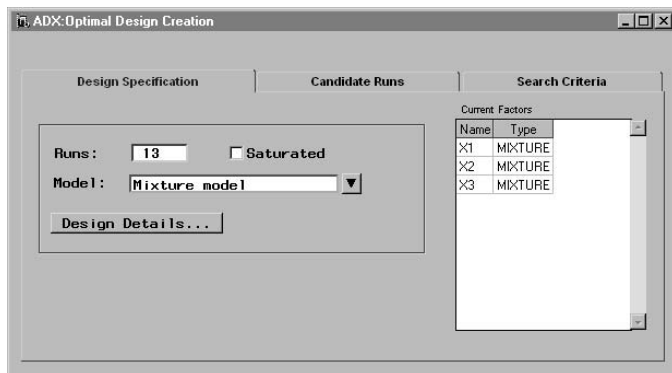 ADX:Optimal Design Creation
Design Specification Candidate Runs Search Criteria
Runs: 13 Saturated
Model: Mixture model
Design Details...
Current Factors
Name Type
X1 MIXTURE
X2 MIXTURE
X3 MIXTURE